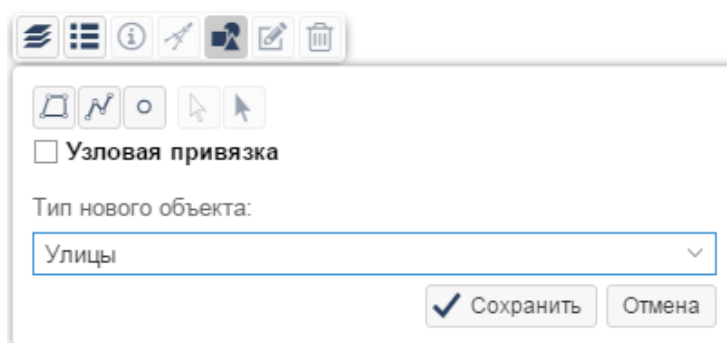 Узловая привязка
Тип нового объекта:
Улицы
Сохранить Отмена